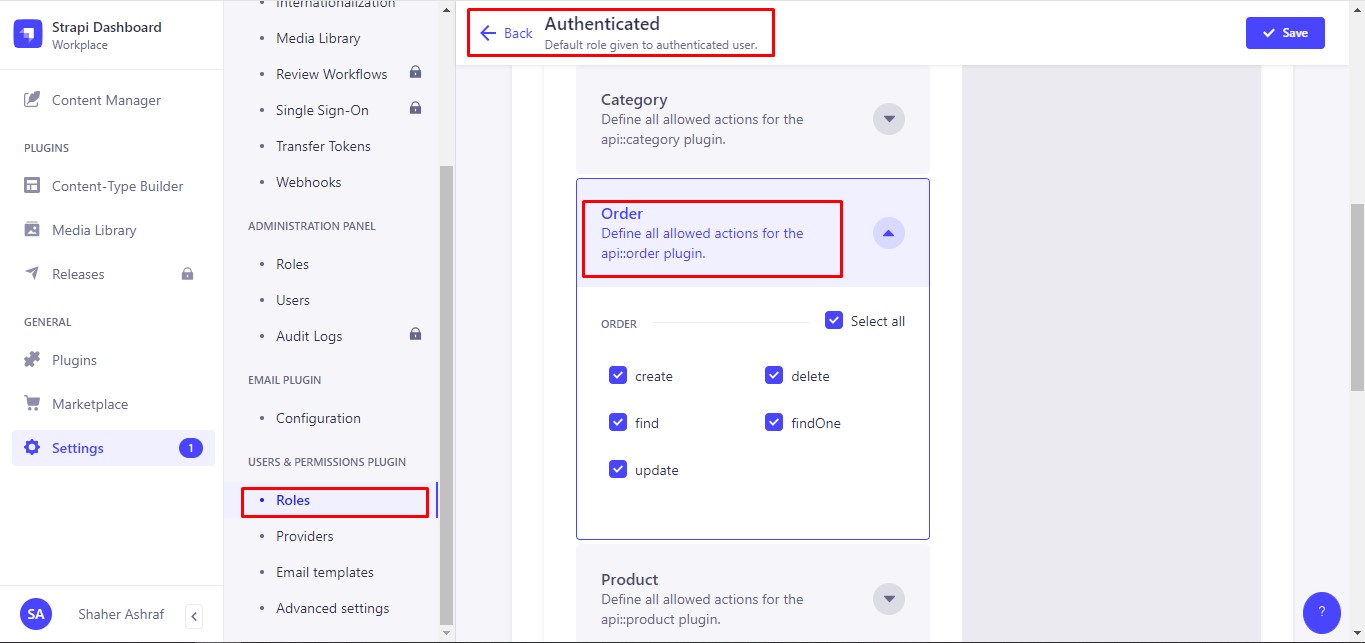 Strapi Dashboard
Workplace
Content Manager
PLUGINS
Content-Type Builder
Media Library
Releases
GENERAL
Plugins
Marketplace
Settings
1
SA
Shaher Ashraf
Internationalization
Media Library
Review Workflows
Single Sign-On
Transfer Tokens
Webhooks
ADMINISTRATION PANEL
Roles
Users
Audit Logs
EMAIL PLUGIN
Configuration
USERS & PERMISSIONS PLUGIN
Roles
Providers
Email templates
Advanced settings
Back
Authenticated
Default role given to authenticated user.
Save
Category
Define all allowed actions for the
api::category plugin.
Order
Define all allowed actions for the
api::order plugin.
ORDER
Select all
create
delete
find
findOne
update
Product
Define all allowed actions for the
api::product plugin.
?